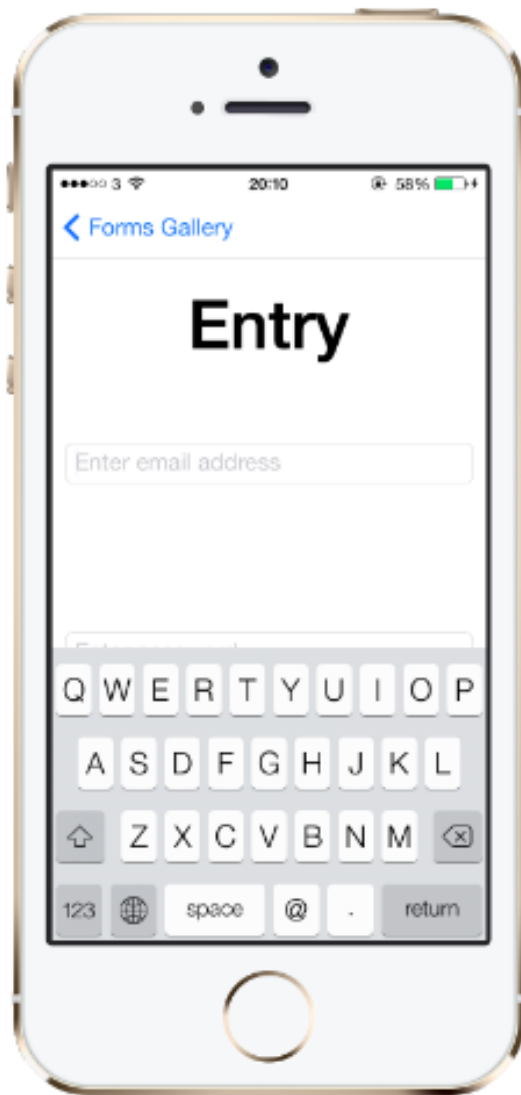 3 20:10 58%
Forms Gallery
Entry
Enter email address
Q W E R T Y U I O P
A S D F G H J K L
Z X C V B N M
123 space @ . return